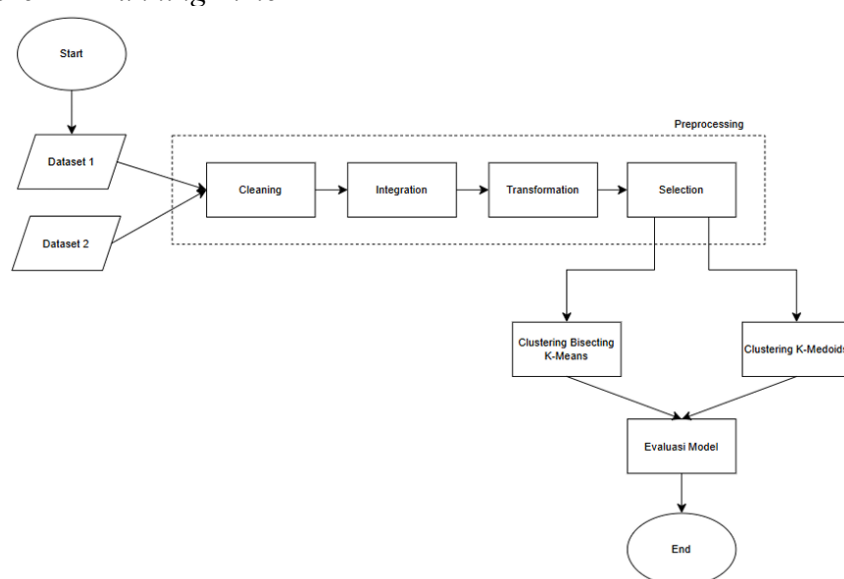 Start
Preprocessing
Dataset 1
Cleaning
Integration
Transformation
Selection
Dataset 2
Clustering Bisecting
K-Means
Clustering K-Medoids
Evaluasi Model
End